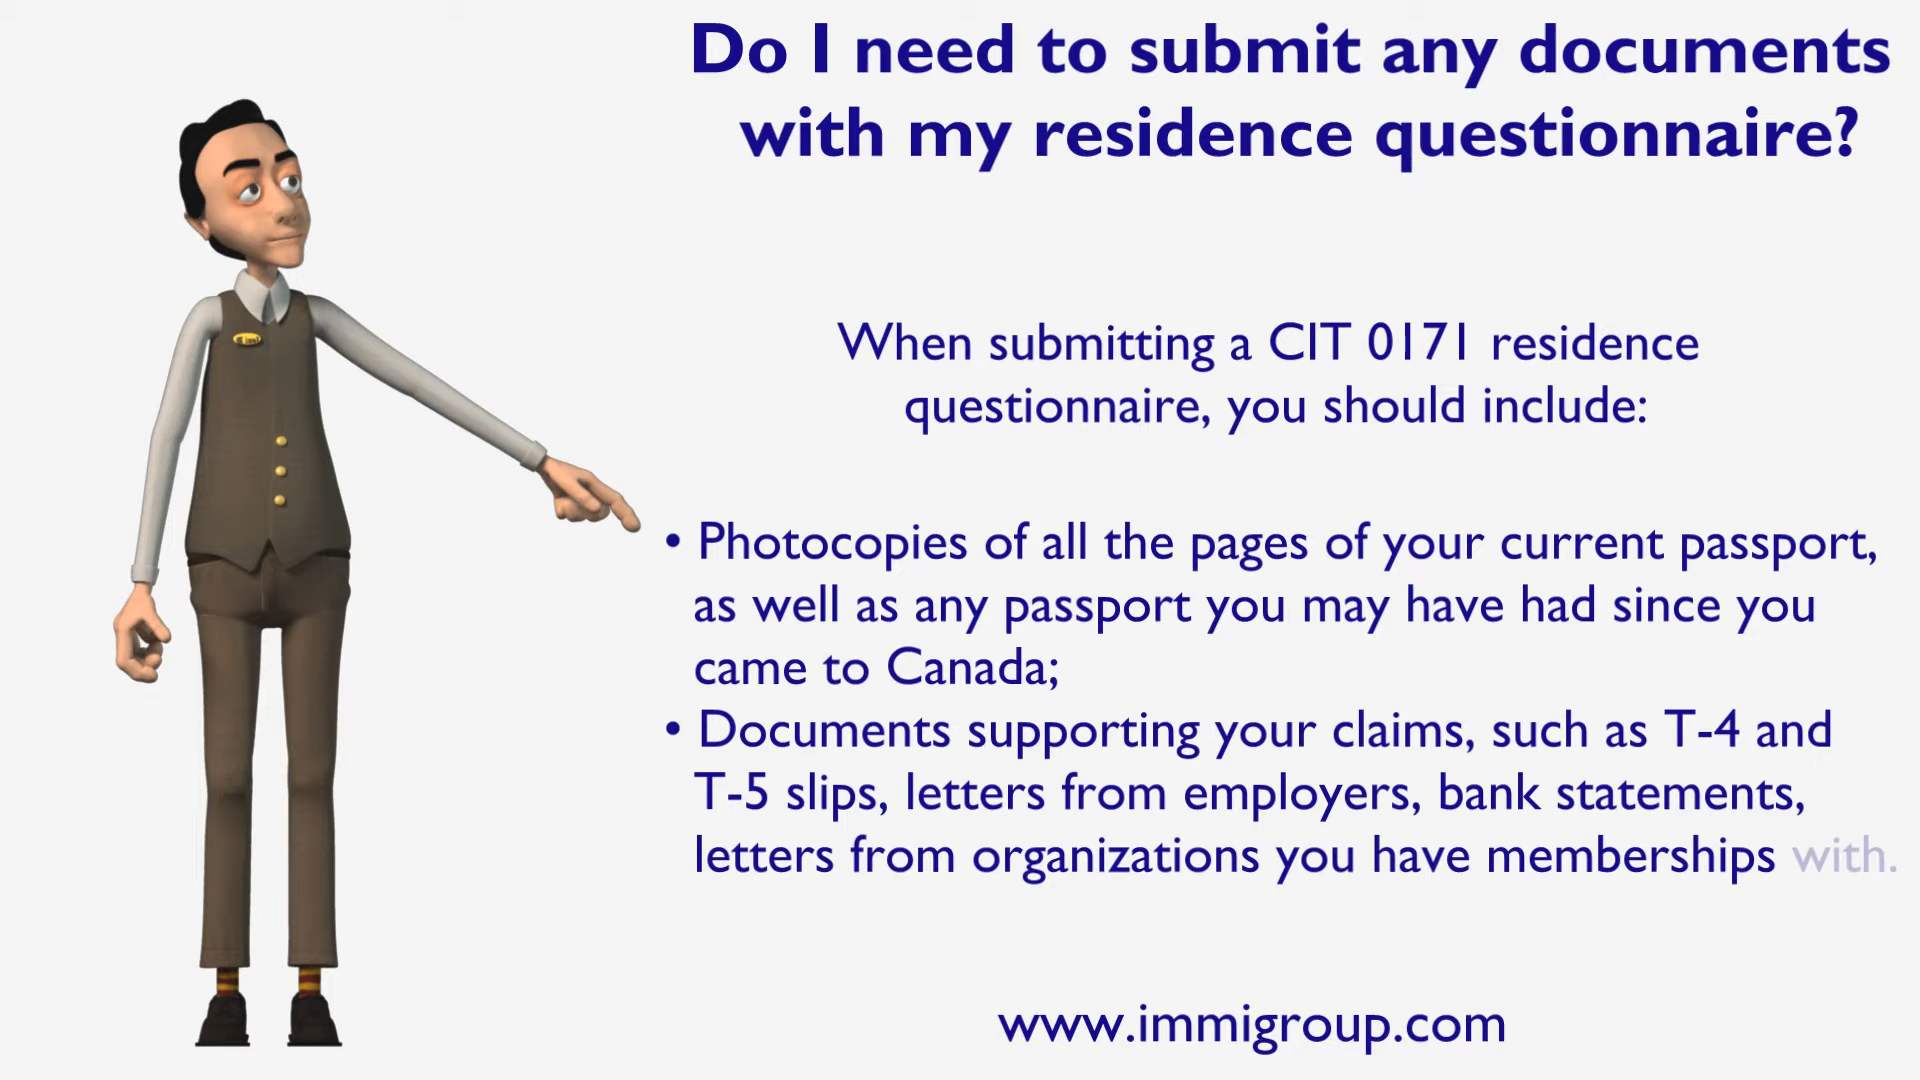 Do I need to submit any documents
with my residence questionnaire?
When submitting a CIT 0171 residence
questionnaire, you should include:
• Photocopies of all the pages of your current passport,
as well as any passport you may have had since you
came to Canada;
• Documents supporting your claims, such as T-4 and
T-5 slips, letters from employers, bank statements,
letters from organizations you have memberships with.
www.immigroup.com